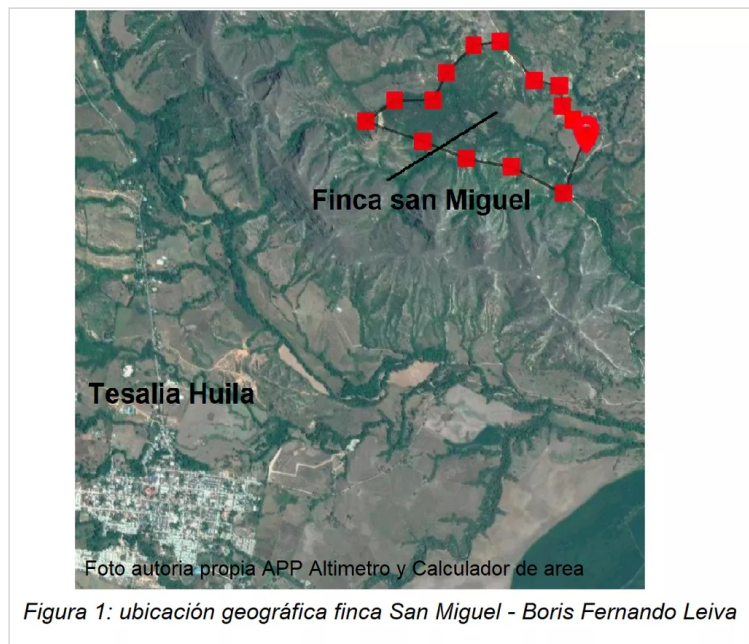 Finca san Miguel
Tesalia Huila
Foto autoria propia APP Altimetro y Calculador de area
Figura 1: ubicación geográfica finca San Miguel - Boris Fernando Leiva